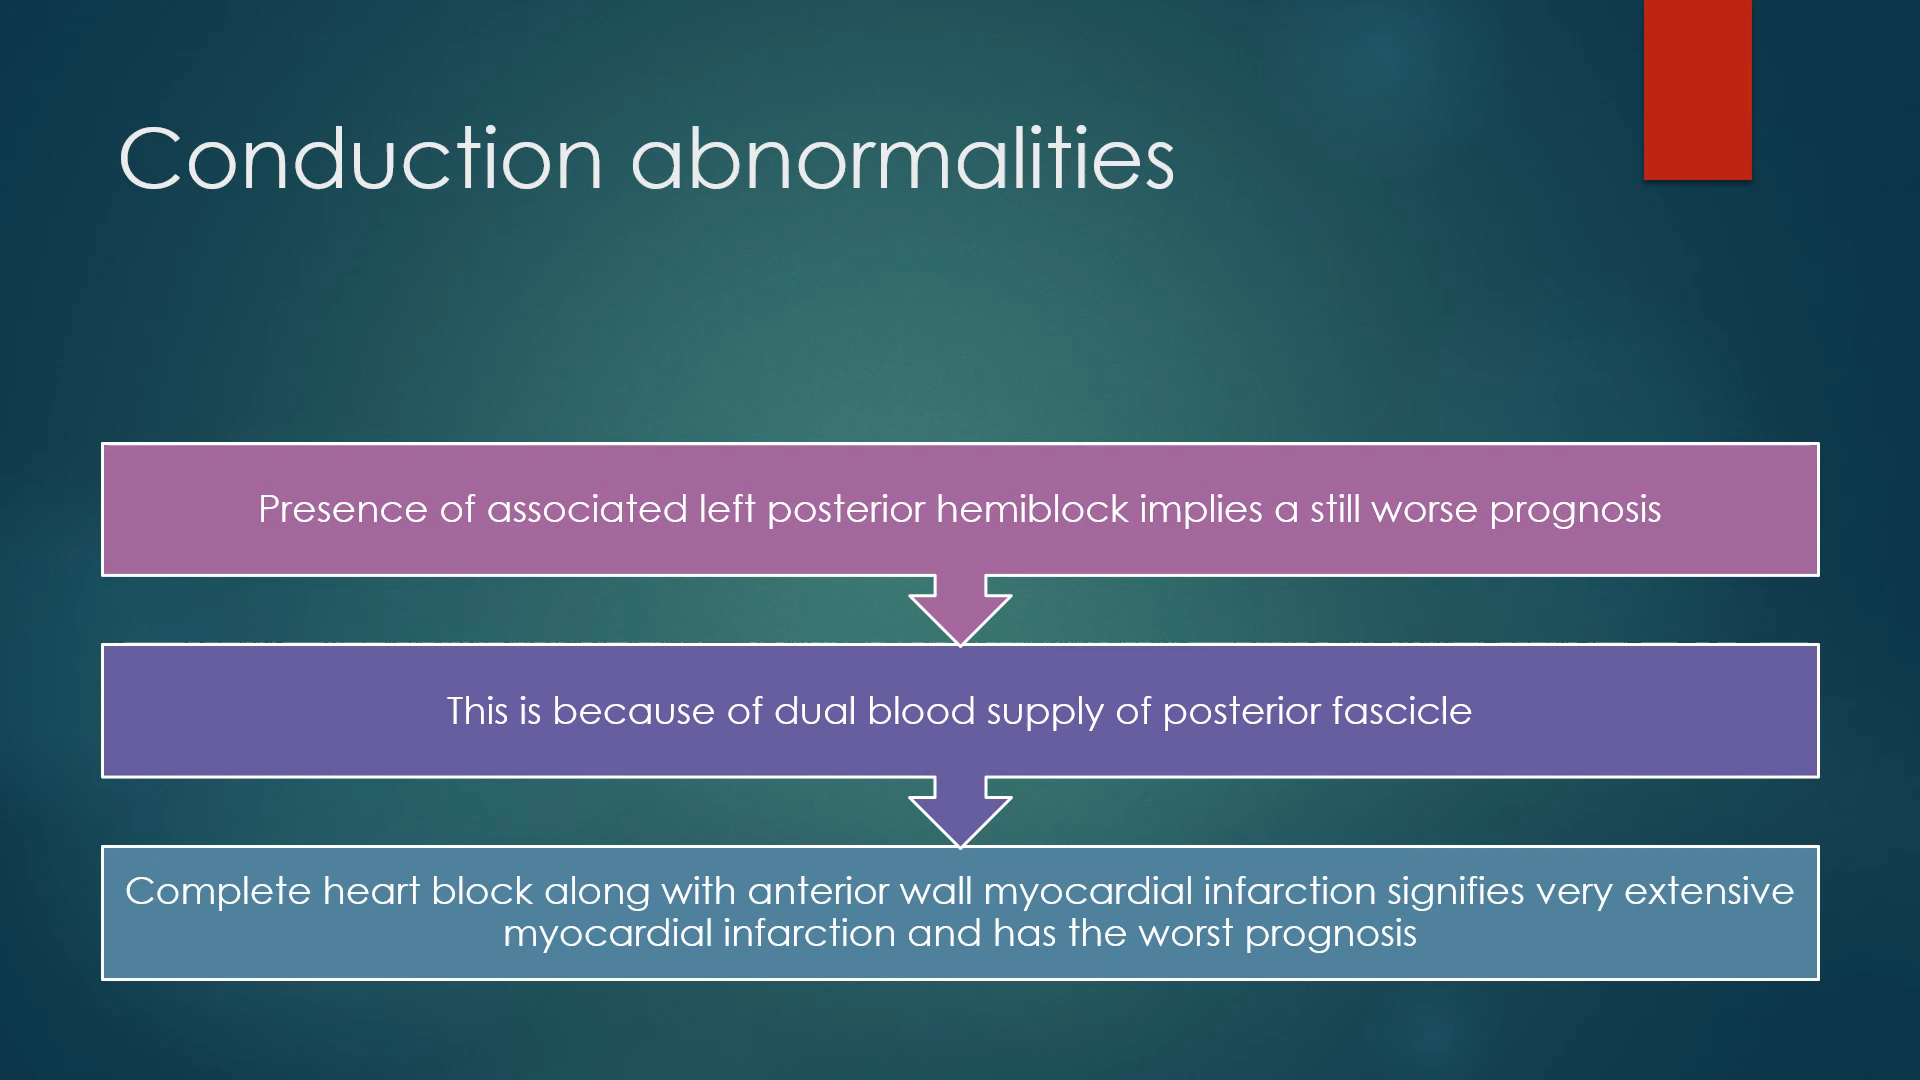 Conduction abnormalities
Presence of associated left posterior hemiblock implies a still worse prognosis
This is because of dual blood supply of posterior fascicle
Complete heart block along with anterior wall myocardial infarction signifies very extensive
myocardial infarction and has the worst prognosis